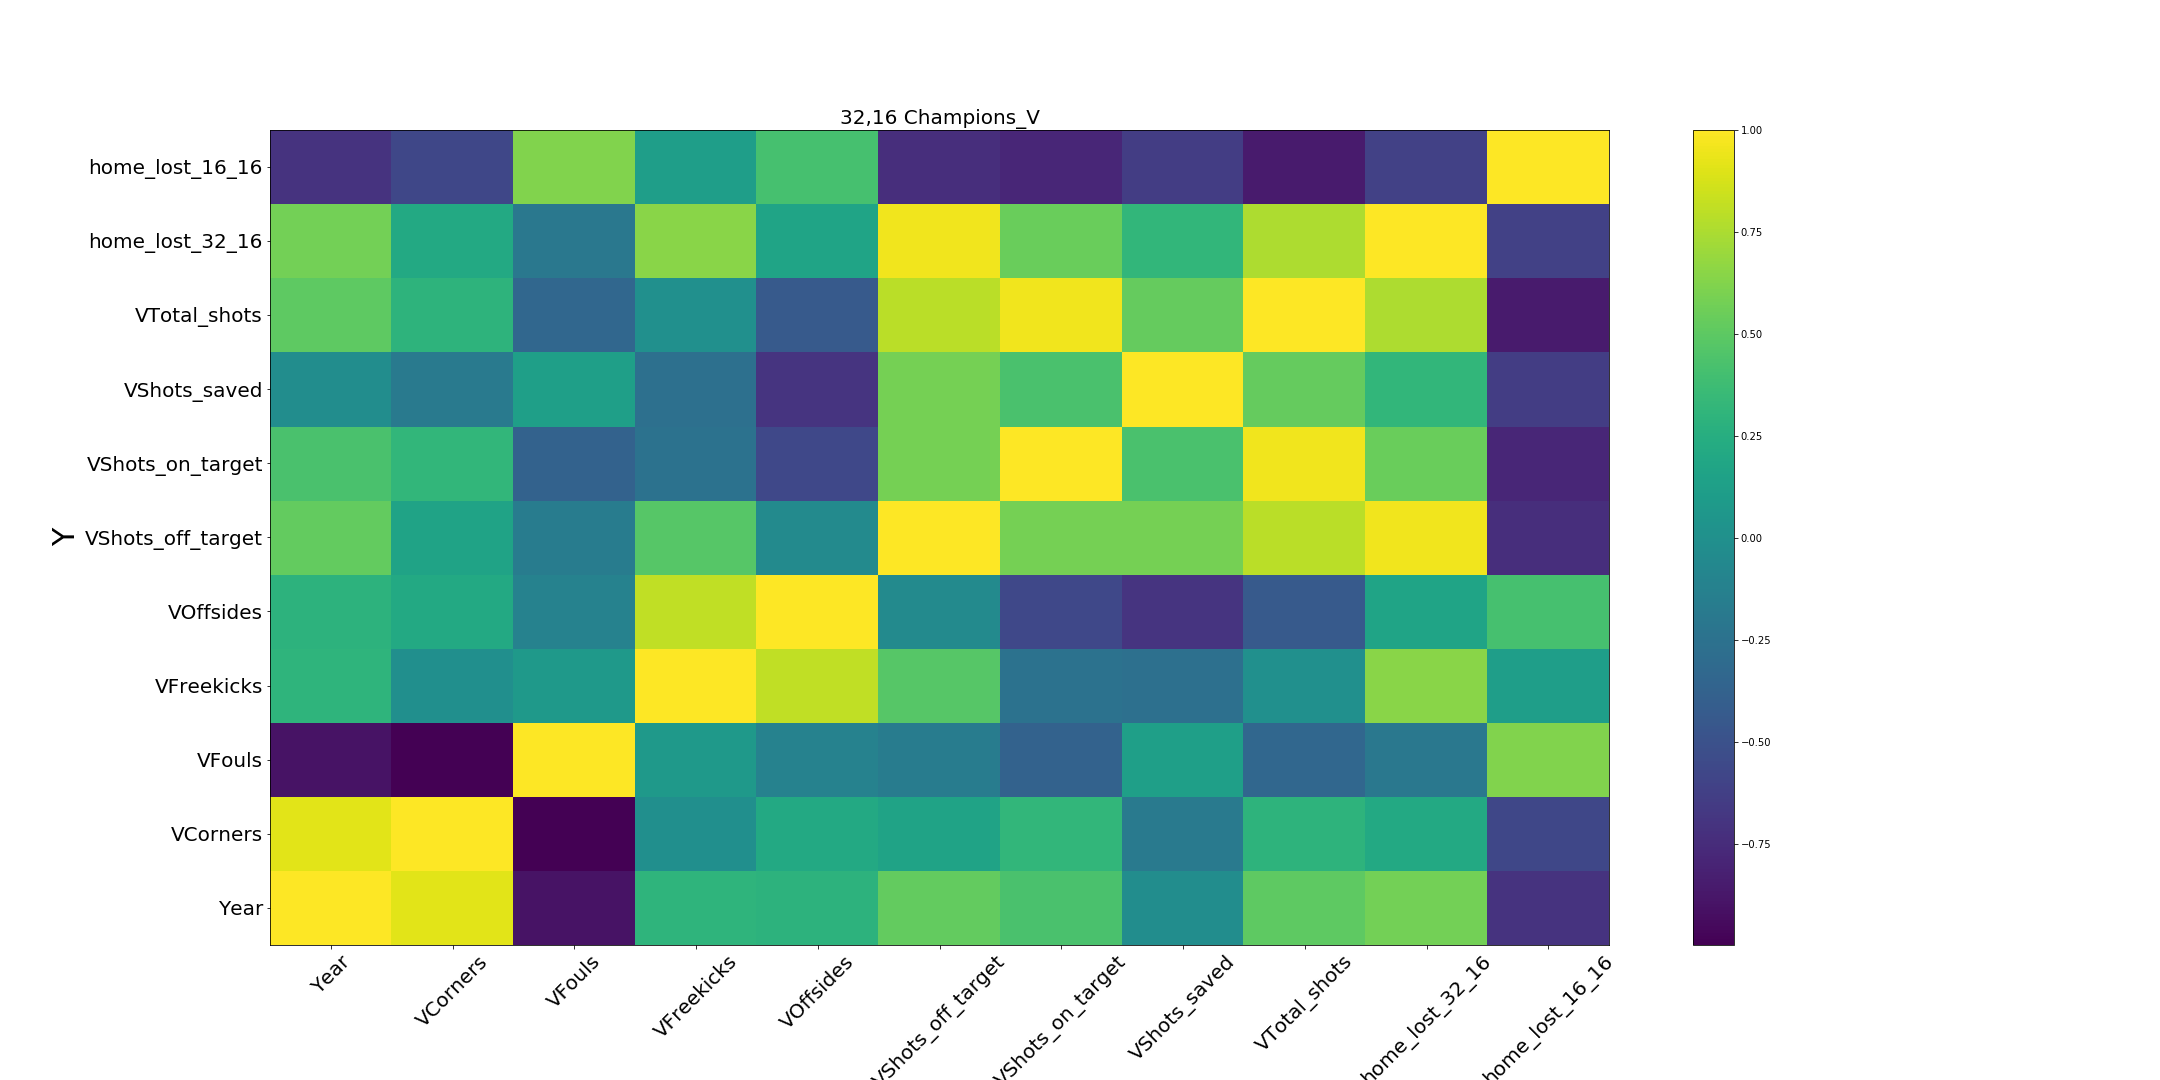 32,16 Champions_V
home_lost_16_16
home_lost_32_16
VTotal_shots
VShots_saved
VShots_on_target
VShots_off_target
VOffsides
VFreekicks
VFouls
VCorners
Year
Y
Year
VCorners
VFouls
VFreekicks
VOffsides
VShots_off_target
VShots_on_target
VShots_saved
VTotal_shots
home_lost_32_16
home_lost_16_16
1.00
0.75
0.50
0.25
0.00
−0.25
−0.50
−0.75